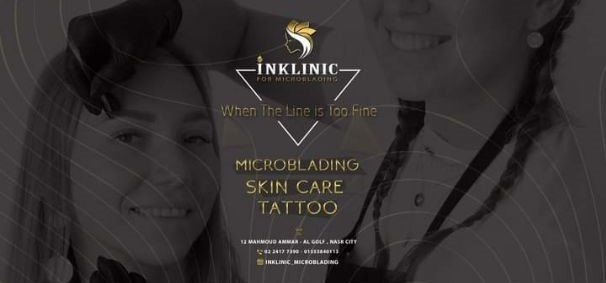 INKLINIC
FOR MICROBLADING
When The Line is Too Fine
MICROBLADING
SKIN CARE
TATTOO
12 MAHMOUD AMMAR - AL GOLF , NASR CITY
02 2417 7390 -
INKLINIC_MICROBLADING